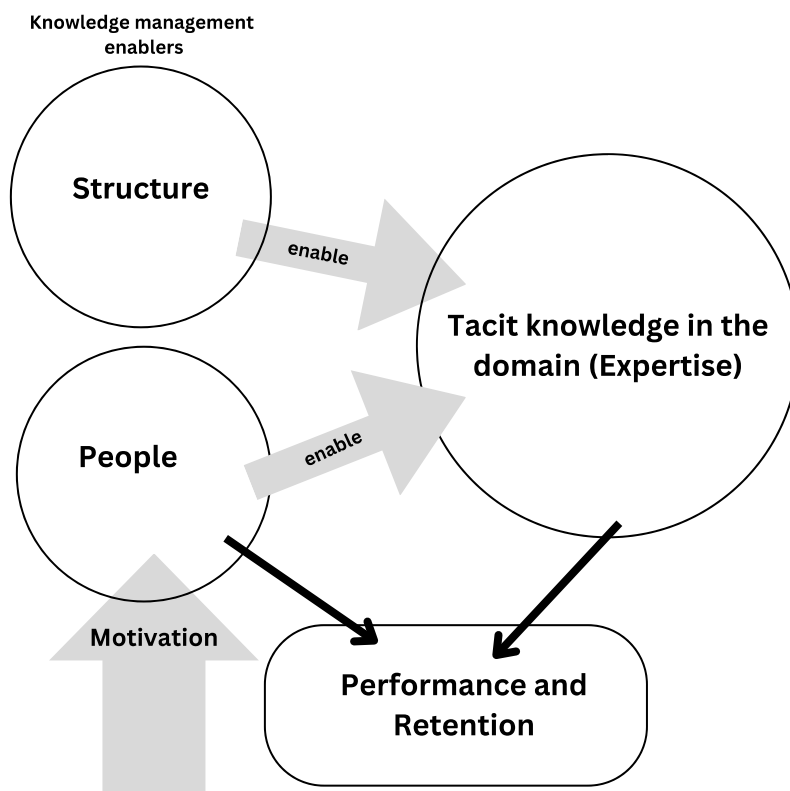 Knowledge management
enablers
Structure
enable
Tacit knowledge in the
domain (Expertise)
People
enable
Motivation
Performance and
Retention